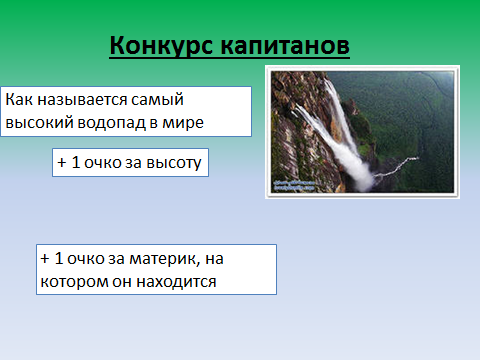 Конкурс капитанов
Как называется самый
высокий водопад в мире
+ 1 очко за высоту
+ 1 очко за материк, на
котором он находится